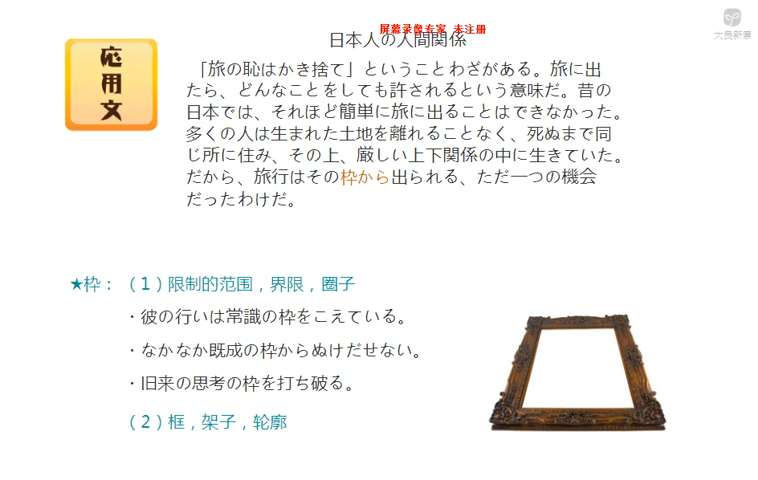 屏幕录像专家 未注册
日本人の人間関係
太良新意
応用文
「旅の恥はかき捨て」ということわざがある。旅に出
たら、どんなことをしても許されるという意味だ。昔の
日本では、それほど簡単に旅に出ることはできなかった。
多くの人は生まれた土地を離れることなく、死ぬまで同
じ所に住み、その上、厳しい上下関係の中に生きていた。
だから、旅行はその枠から出られる、ただ一つの機会
だったわけだ。
★枠：（1）限制的范围，界限，圈子
・彼の行いは常識の枠をこえている。
・なかなか既成の枠からぬけだせない。
・旧来の思考の枠を打ち破る。
（2）框，架子，轮廓